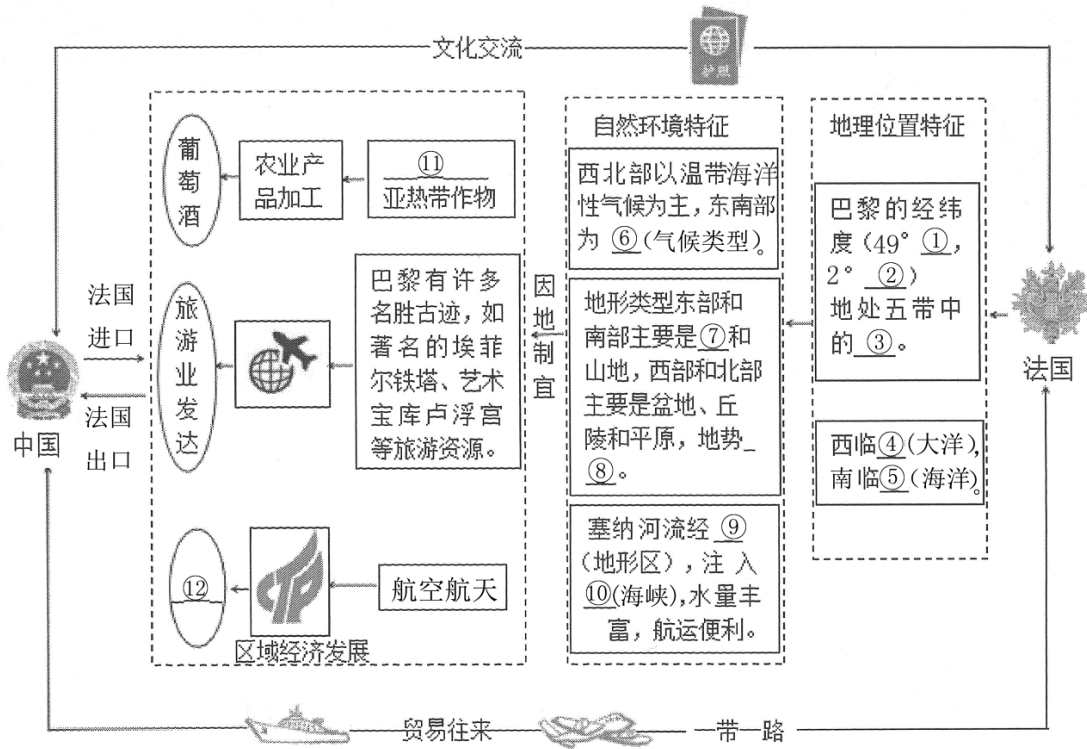 文化交流
护照
葡
萄
酒
农业产
品加工
⑪
亚热带作物
自然环境特征
西北部以温带海洋
性气候为主，东南部
为⑥(气候类型)。
地理位置特征
巴黎的经纬
度（49°①，
2°②）
地处五带中
的③。
法国
进口
法国
出口
中国
旅
游
业
发
达
巴黎有许多
名胜古迹，如
著名的埃菲
尔铁塔、艺术
宝库卢浮宫
等旅游资源。
因
地
制
宜
地形类型东部和
南部主要是⑦和
山地，西部和北部
主要是盆地、丘
陵和平原，地势
⑧。
法国
西临④(大洋)，
南临⑤(海洋)。
塞纳河流经⑨
(地形区)，注入
⑩(海峡)，水量丰
富，航运便利。
⑫
航空航天
区域经济发展
贸易往来
一带一路